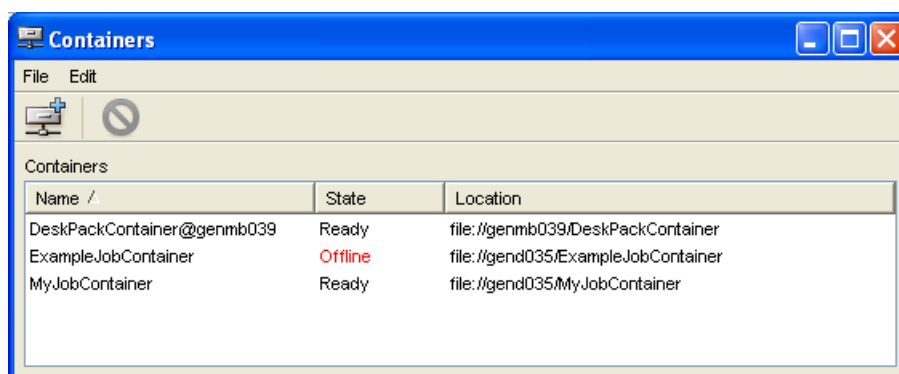 Containers
File Edit
Containers
Name State Location
DeskPackContainer@genmb039 Ready file://genmb039/DeskPackContainer
ExampleJobContainer Offline file://gend035/ExampleJobContainer
MyJobContainer Ready file://gend035/MyJobContainer